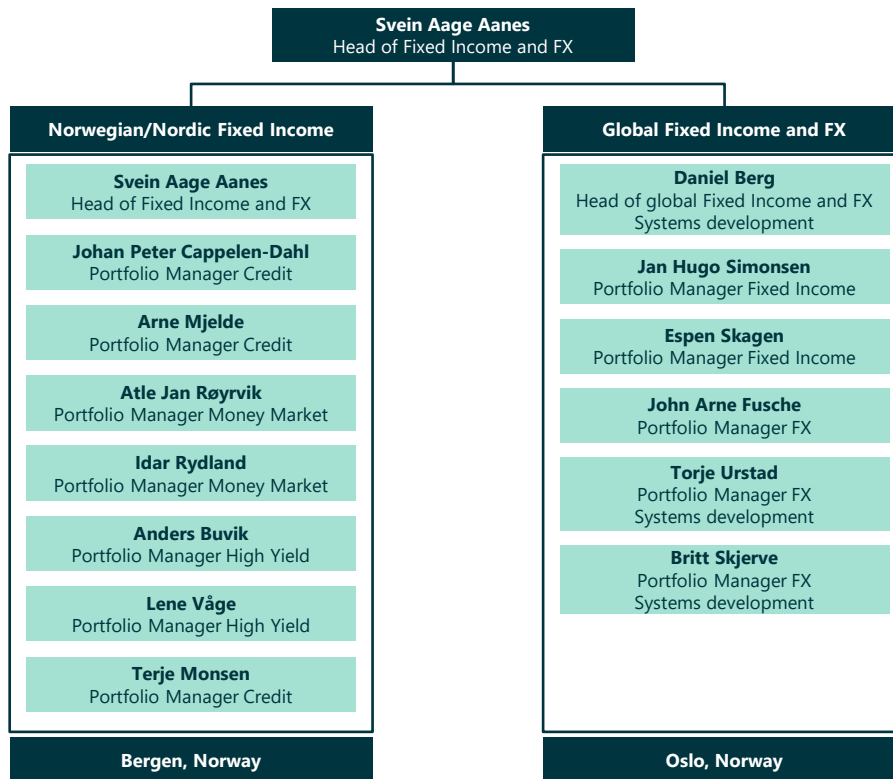 Svein Aage Aanes
Head of Fixed Income and FX
Norwegian/Nordic Fixed Income
Svein Aage Aanes
Head of Fixed Income and FX
Johan Peter Cappelen-Dahl
Portfolio Manager Credit
Arne Mjelde
Portfolio Manager Credit
Atle Jan Røyrvik
Portfolio Manager Money Market
Idar Rydland
Portfolio Manager Money Market
Anders Buvik
Portfolio Manager High Yield
Lene Våge
Portfolio Manager High Yield
Terje Monsen
Portfolio Manager Credit
Bergen, Norway
Global Fixed Income and FX
Daniel Berg
Head of global Fixed Income and FX
Systems development
Jan Hugo Simonsen
Portfolio Manager Fixed Income
Espen Skagen
Portfolio Manager Fixed Income
John Arne Fusche
Portfolio Manager FX
Torje Urstad
Portfolio Manager FX
Systems development
Britt Skjerve
Portfolio Manager FX
Systems development
Oslo, Norway